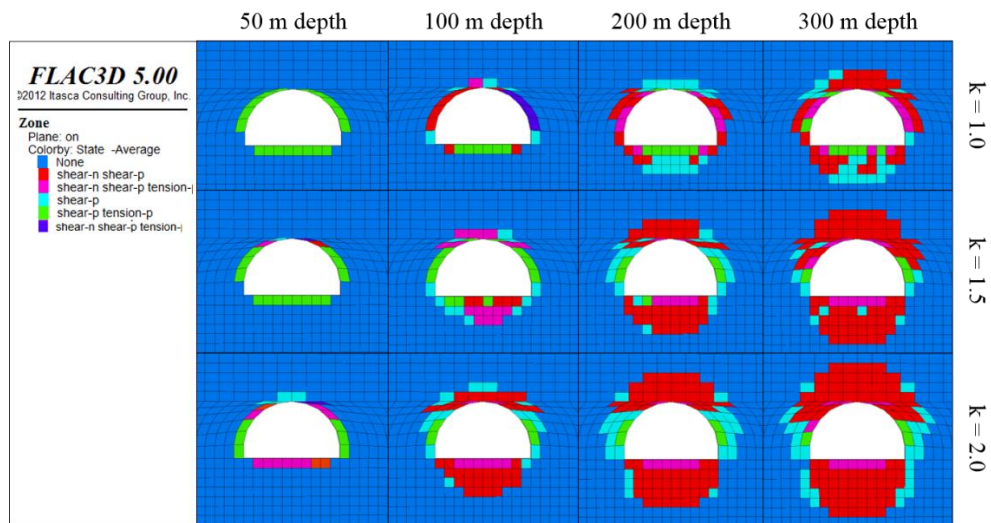 50 m depth 100 m depth 200 m depth 300 m depth
FLAC3D 5.00
©2012 Itasca Consulting Group, Inc.
Zone
Plane: on
Colorby: State -Average
None
shear-n shear-p
shear-n shear-p tension-p
shear-p
shear-p tension-p
shear-n shear-p tension-p
k = 1.0
k = 1.5
k = 2.0